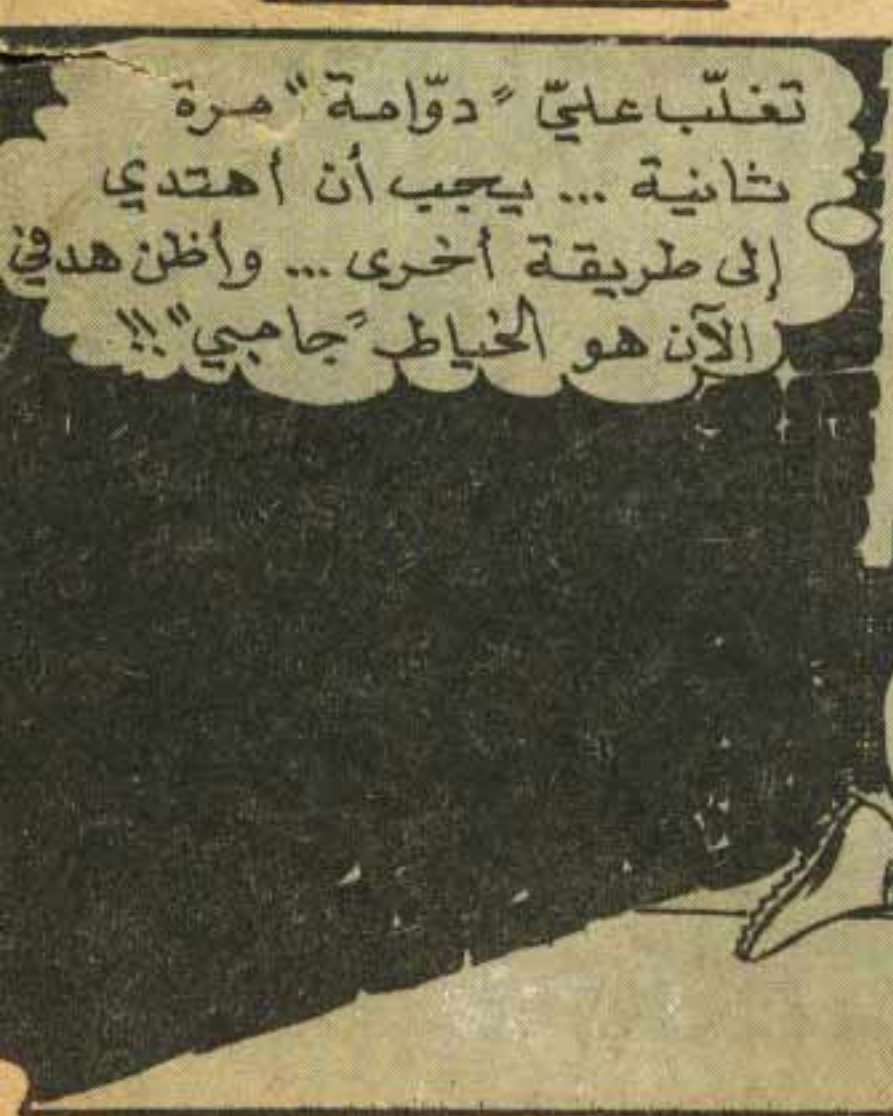 تغلّب عليّ "دوّامة" مرة
ثانية ... يجب أن أهتدي
إلى طريقة أخرى ... وأظن هدفي
الآن هو الخياط "جامبي"!!